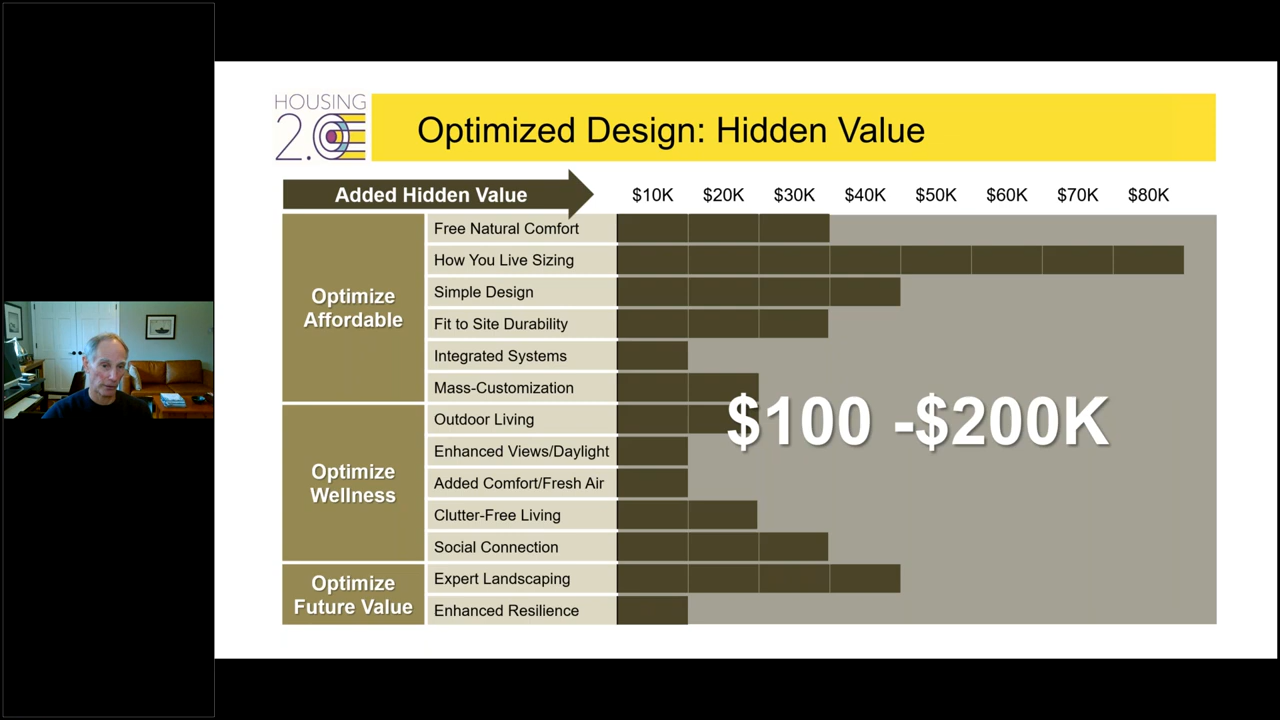 HOUSING
2.0
Optimized Design: Hidden Value
Added Hidden Value
$10K $20K $30K $40K $50K $60K $70K $80K
Optimize
Affordable
Free Natural Comfort
How You Live Sizing
Simple Design
Fit to Site Durability
Integrated Systems
Mass-Customization
Optimize
Wellness
Outdoor Living
Enhanced Views/Daylight
Added Comfort/Fresh Air
Clutter-Free Living
Social Connection
Optimize
Future Value
Expert Landscaping
Enhanced Resilience
$100 -$200K